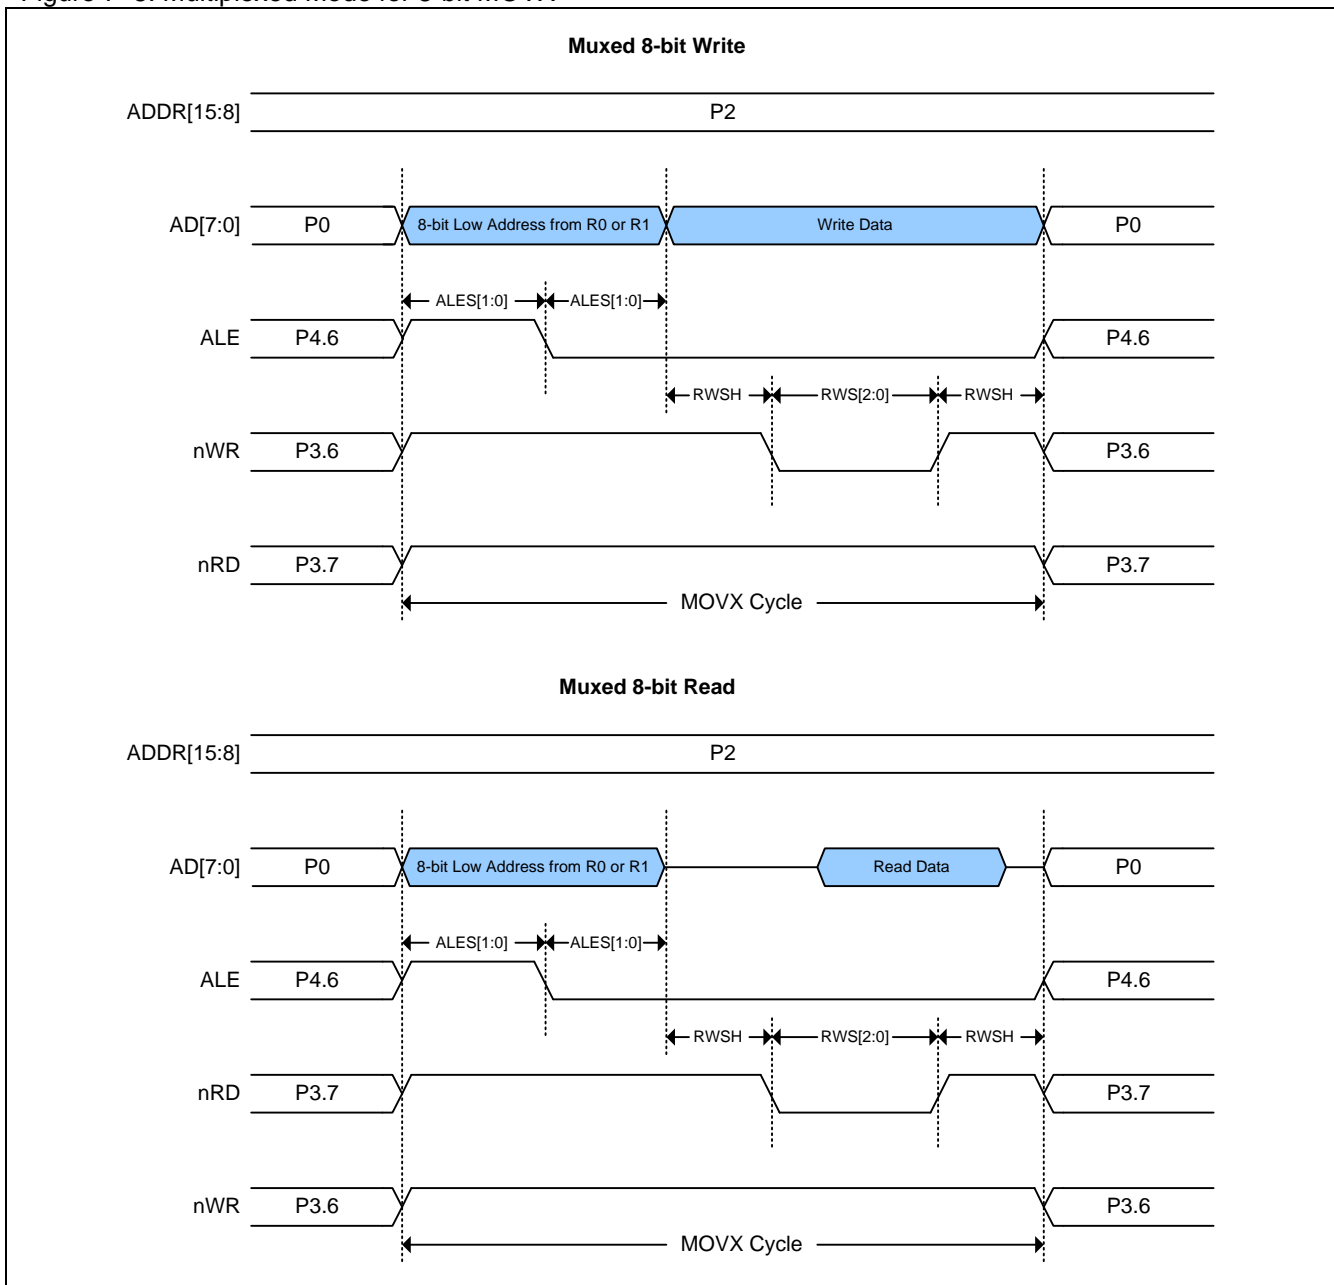 Muxed 8-bit Write
ADDR[15:8] P2
AD[7:0] P0 8-bit Low Address from R0 or R1 Write Data P0
ALES[1:0] ALES[1:0]
ALE P4.6 P4.6
RWSH RWS[2:0] RWSH
nWR P3.6 P3.6
nRD P3.7 P3.7
MOVX Cycle
Muxed 8-bit Read
ADDR[15:8] P2
AD[7:0] P0 8-bit Low Address from R0 or R1 Read Data P0
ALES[1:0] ALES[1:0]
ALE P4.6 P4.6
RWSH RWS[2:0] RWSH
nRD P3.7 P3.7
nWR P3.6 P3.6
MOVX Cycle